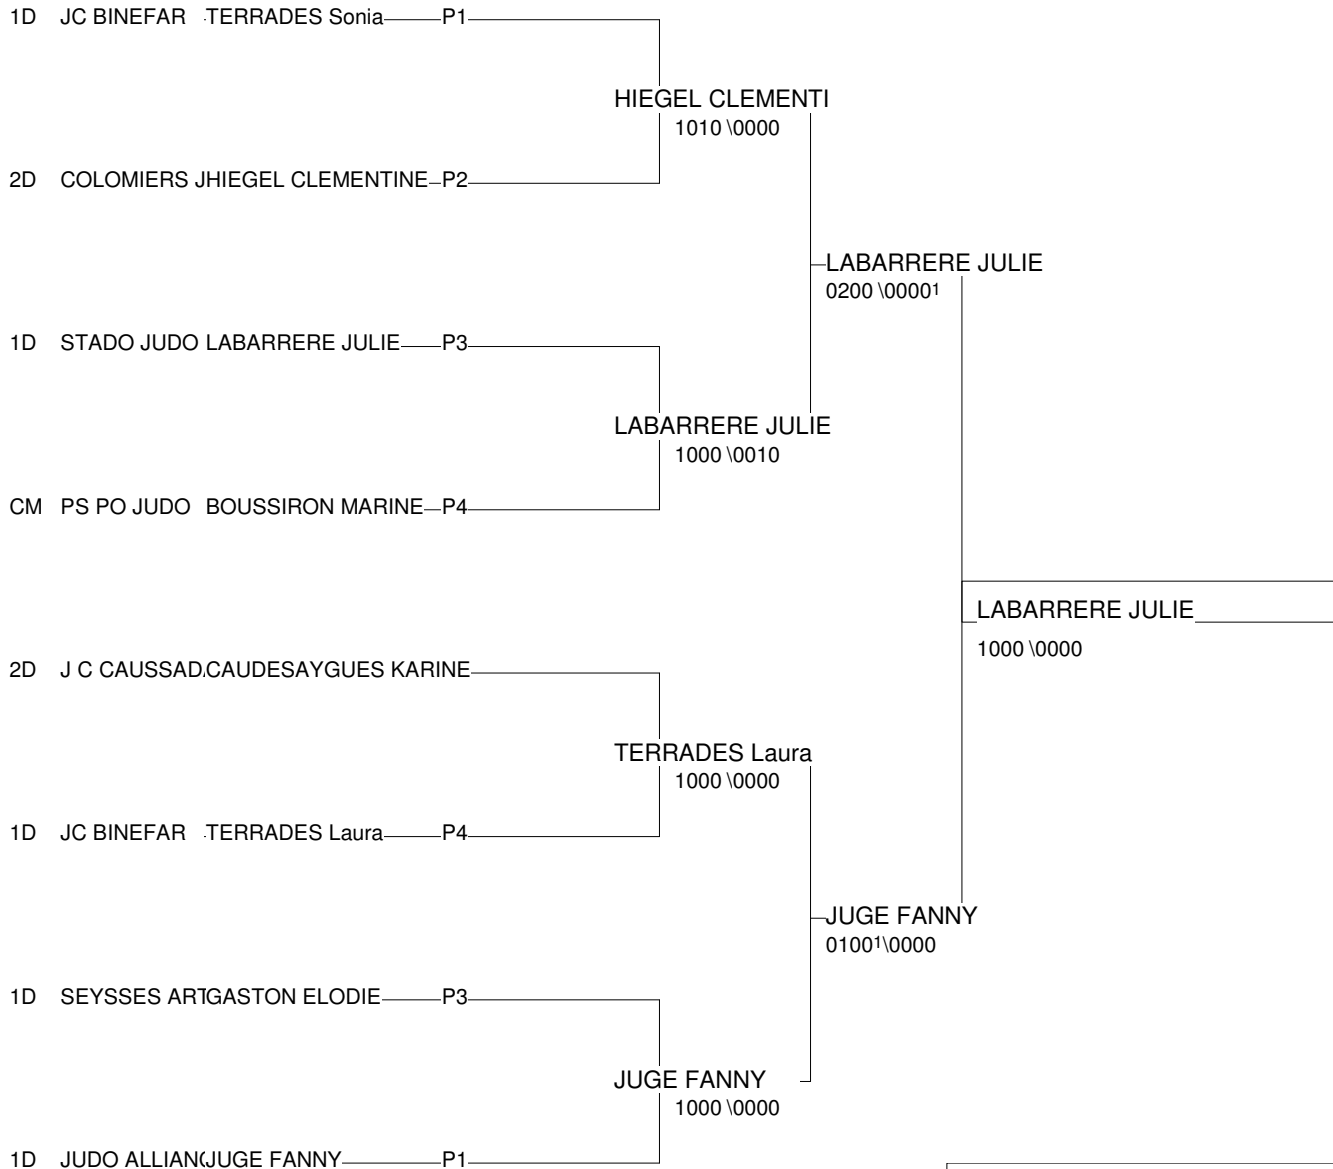 1D JC BINEFAR TERRADES Sonia P1
HIEGEL CLEMENTI
1010 \0000
2D COLOMIERS J HIEGEL CLEMENTINE P2
LABARRERE JULIE
0200 \0000¹
1D STADO JUDO LABARRERE JULIE P3
LABARRERE JULIE
1000 \0010
CM PS PO JUDO BOUSSIRON MARINE P4
LABARRERE JULIE
1000 \0000
2D J C CAUSSAD CAUDESAYGUES KARINE
TERRADES Laura
1000 \0000
1D JC BINEFAR TERRADES Laura P4
JUGE FANNY
0100¹\0000
1D SEYSSES ART GASTON ELODIE P3
JUGE FANNY
1000 \0000
1D JUDO ALLIAN JUGE FANNY P1